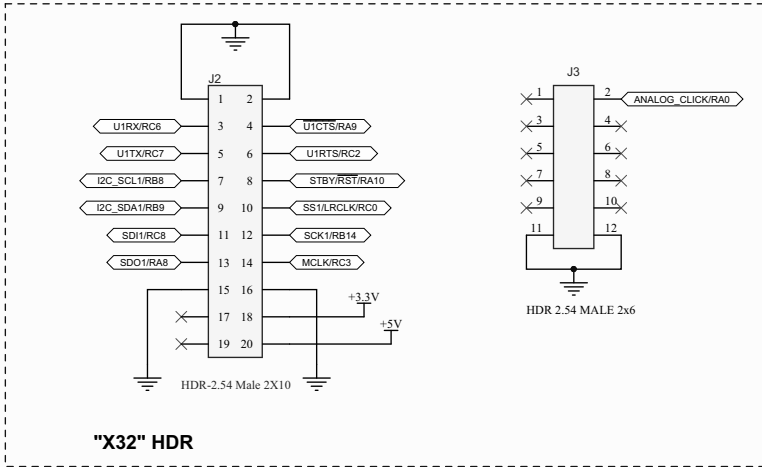 J2
1 2
U1RX/RC6 3 4 U1CTS/RA9
U1TX/RC7 5 6 U1RTS/RC2
I2C_SCL1/RB8 7 8 STBY/RST/RA10
I2C_SDA1/RB9 9 10 SS1/LRCLK/RC0
SDI1/RC8 11 12 SCK1/RB14
SDO1/RA8 13 14 MCLK/RC3
15 16
17 18 +3.3V
19 20 +5V
HDR-2.54 Male 2X10
J3
1 2 ANALOG_CLICK/RA0
3 4
5 6
7 8
9 10
11 12
HDR 2.54 MALE 2x6
"X32" HDR